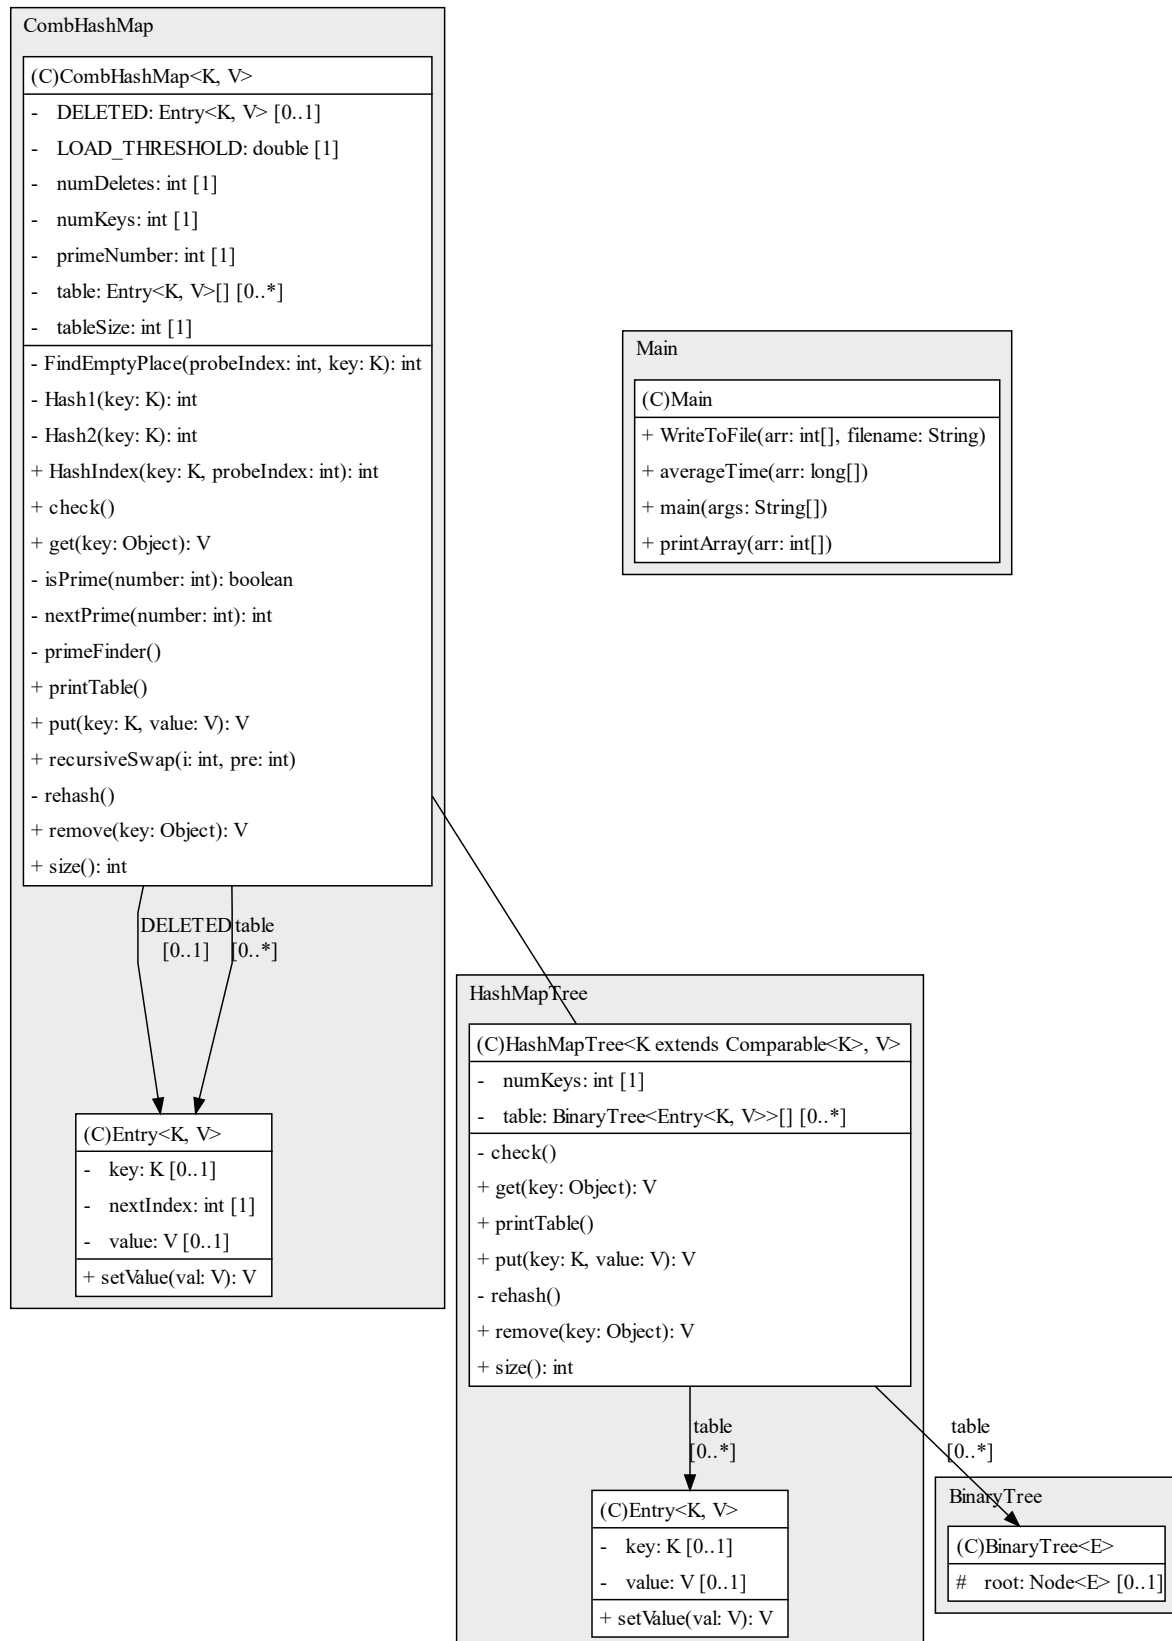 CombHashMap
(C)CombHashMap<K, V>
- DELETED: Entry<K, V> [0..1]
- LOAD_THRESHOLD: double [1]
- numDeletes: int [1]
- numKeys: int [1]
- primeNumber: int [1]
- table: Entry<K, V>[] [0..*]
- tableSize: int [1]
- FindEmptyPlace(probeIndex: int, key: K): int
- Hash1(key: K): int
- Hash2(key: K): int
+ HashIndex(key: K, probeIndex: int): int
+ check()
+ get(key: Object): V
- isPrime(number: int): boolean
- nextPrime(number: int): int
- primeFinder()
+ printTable()
+ put(key: K, value: V): V
+ recursiveSwap(i: int, pre: int)
- rehash()
+ remove(key: Object): V
+ size(): int
DELETED
[0..1]
table
[0..*]
(C)Entry<K, V>
- key: K [0..1]
- nextIndex: int [1]
- value: V [0..1]
+ setValue(val: V): V
Main
(C)Main
+ WriteToFile(arr: int[], filename: String)
+ averageTime(arr: long[])
+ main(args: String[])
+ printArray(arr: int[])
HashMapTree
(C)HashMapTree<K extends Comparable<K>, V>
- numKeys: int [1]
- table: BinaryTree<Entry<K, V>>[] [0..*]
- check()
+ get(key: Object): V
+ printTable()
+ put(key: K, value: V): V
- rehash()
+ remove(key: Object): V
+ size(): int
table
[0..*]
(C)Entry<K, V>
- key: K [0..1]
- value: V [0..1]
+ setValue(val: V): V
table
[0..*]
BinaryTree
(C)BinaryTree<E>
# root: Node<E> [0..1]